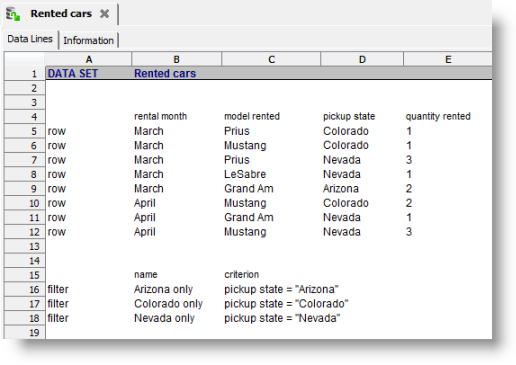 Rented cars
Data Lines Information
A B C D E
1 DATA SET Rented cars
2
3
4 rental month model rented pickup state quantity rented
5 row March Prius Colorado 1
6 row March Mustang Colorado 1
7 row March Prius Nevada 3
8 row March LeSabre Nevada 1
9 row March Grand Am Arizona 2
10 row April Mustang Colorado 2
11 row April Grand Am Nevada 1
12 row April Mustang Nevada 3
13
14
15 name criterion
16 filter Arizona only pickup state = "Arizona"
17 filter Colorado only pickup state = "Colorado"
18 filter Nevada only pickup state = "Nevada"
19